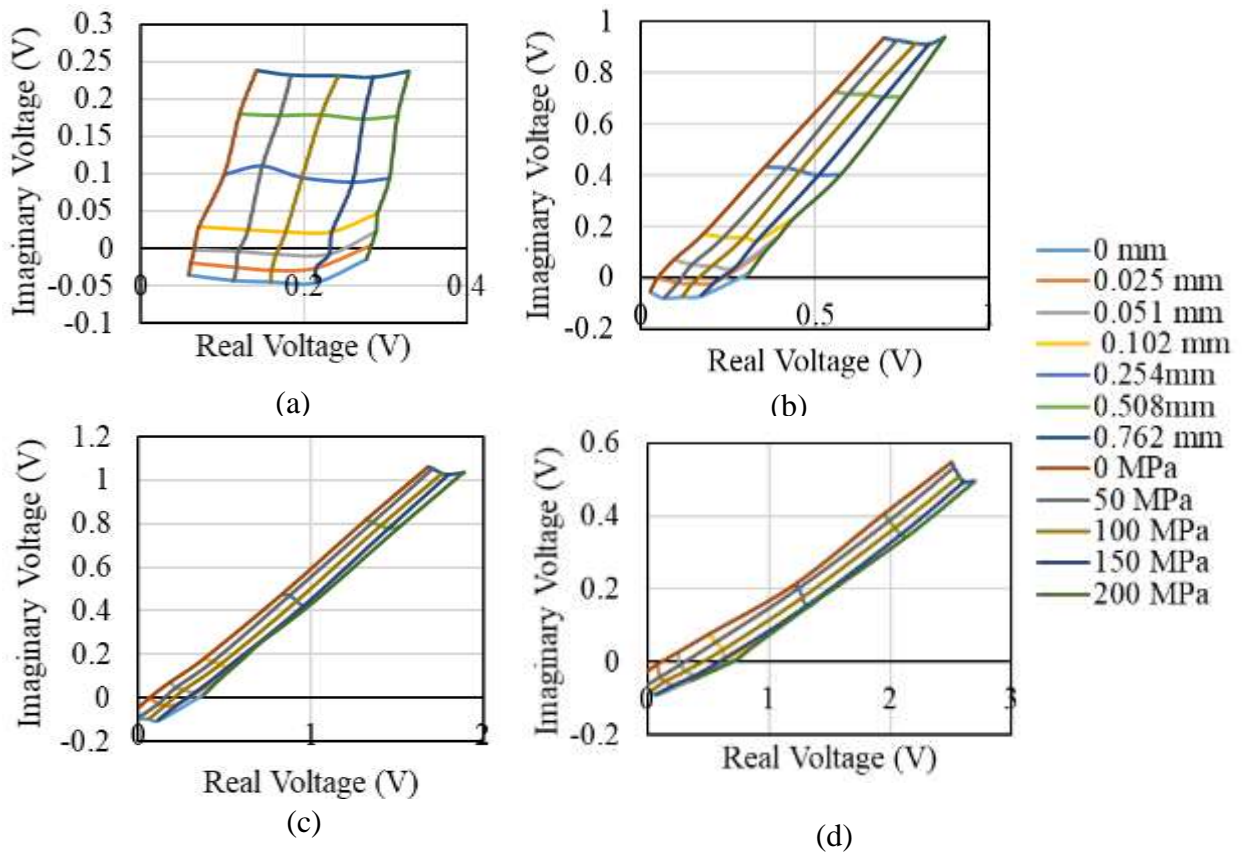 Imaginary Voltage (V)
0.3
0.25
0.2
0.15
0.1
0.05
0
-0.05
-0.1
0
0.2
0.4
Real Voltage (V)
(a)
Imaginary Voltage (V)
1
0.8
0.6
0.4
0.2
0
-0.2
0
0.5
1
Real Voltage (V)
(b)
Imaginary Voltage (V)
1.2
1
0.8
0.6
0.4
0.2
0
-0.2
0
1
2
Real Voltage (V)
(c)
Imaginary Voltage (V)
0.6
0.4
0.2
0
-0.2
0
1
2
3
Real Voltage (V)
(d)
0 mm
0.025 mm
0.051 mm
0.102 mm
0.254mm
0.508mm
0.762 mm
0 MPa
50 MPa
100 MPa
150 MPa
200 MPa